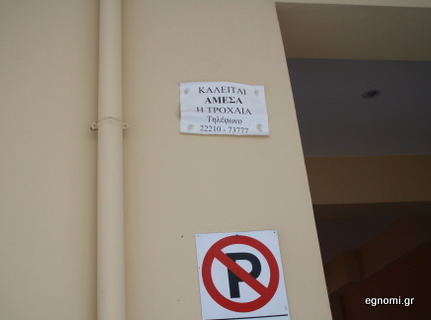 ΚΑΛΕΙΤΑΙ
ΑΜΕΣΑ
Η ΤΡΟΧΑΙΑ
Τηλέφωνο
22210 - 73777
P
egnomi.gr